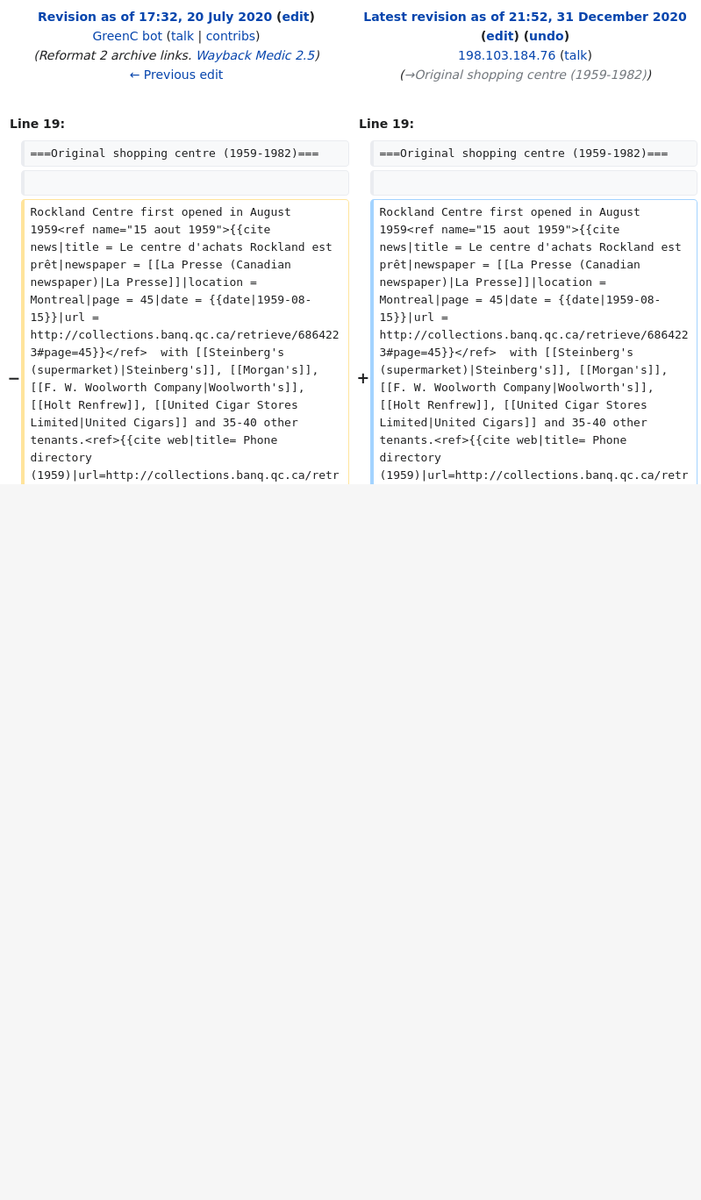 Revision as of 17:32, 20 July 2020 (edit)
GreenC bot (talk | contribs)
(Reformat 2 archive links. Wayback Medic 2.5)
← Previous edit
Latest revision as of 21:52, 31 December 2020
(edit) (undo)
198.103.184.76 (talk)
(→Original shopping centre (1959-1982))
Line 19:
Line 19:
===Original shopping centre (1959-1982)===
===Original shopping centre (1959-1982)===
−
Rockland Centre first opened in August
1959<ref name="15 aout 1959">{{cite
news|title = Le centre d'achats Rockland est
prêt|newspaper = [[La Presse (Canadian
newspaper)|La Presse]]|location =
Montreal|page = 45|date = {{date|1959-08-
15}}|url =
http://collections.banq.qc.ca/retrieve/686422
3#page=45}}</ref>  with [[Steinberg's
(supermarket)|Steinberg's]], [[Morgan's]],
[[F. W. Woolworth Company|Woolworth's]],
[[Holt Renfrew]], [[United Cigar Stores
Limited|United Cigars]] and 35-40 other
tenants.<ref>{{cite web|title= Phone
directory
(1959)|url=http://collections.banq.qc.ca/retr
+
Rockland Centre first opened in August
1959<ref name="15 aout 1959">{{cite
news|title = Le centre d'achats Rockland est
prêt|newspaper = [[La Presse (Canadian
newspaper)|La Presse]]|location =
Montreal|page = 45|date = {{date|1959-08-
15}}|url =
http://collections.banq.qc.ca/retrieve/686422
3#page=45}}</ref>  with [[Steinberg's
(supermarket)|Steinberg's]], [[Morgan's]],
[[F. W. Woolworth Company|Woolworth's]],
[[Holt Renfrew]], [[United Cigar Stores
Limited|United Cigars]] and 35-40 other
tenants.<ref>{{cite web|title= Phone
directory
(1959)|url=http://collections.banq.qc.ca/retr